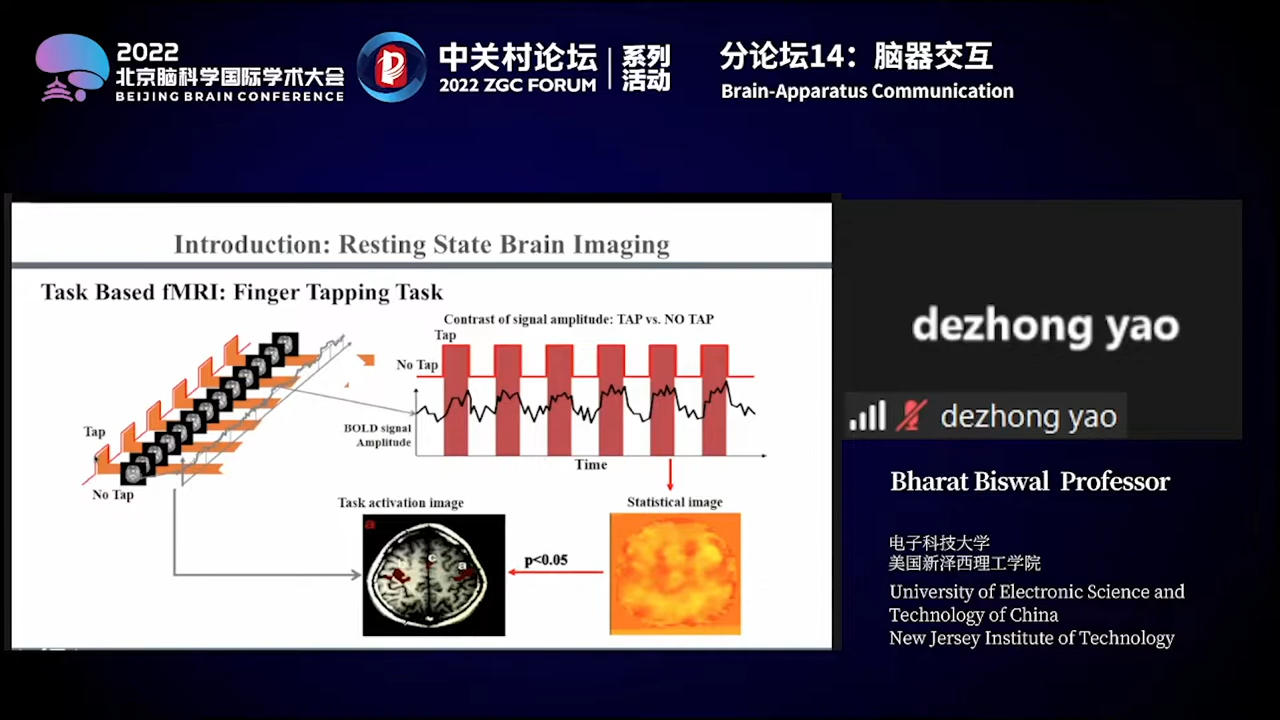 2022
北京脑科学国际学术大会
BEIJING BRAIN CONFERENCE
中关村论坛
2022 ZGC FORUM
系列
活动
分论坛14：脑器交互
Brain-Apparatus Communication
Introduction: Resting State Brain Imaging
Task Based fMRI: Finger Tapping Task
Contrast of signal amplitude: TAP vs. NO TAP
Tap
No Tap
BOLD signal
Amplitude
Time
Tap
No Tap
Task activation image
Statistical image
a
c
a
p<0.05
dezhong yao
dezhong yao
Bharat Biswal Professor
电子科技大学
美国新泽西理工学院
University of Electronic Science and
Technology of China
New Jersey Institute of Technology